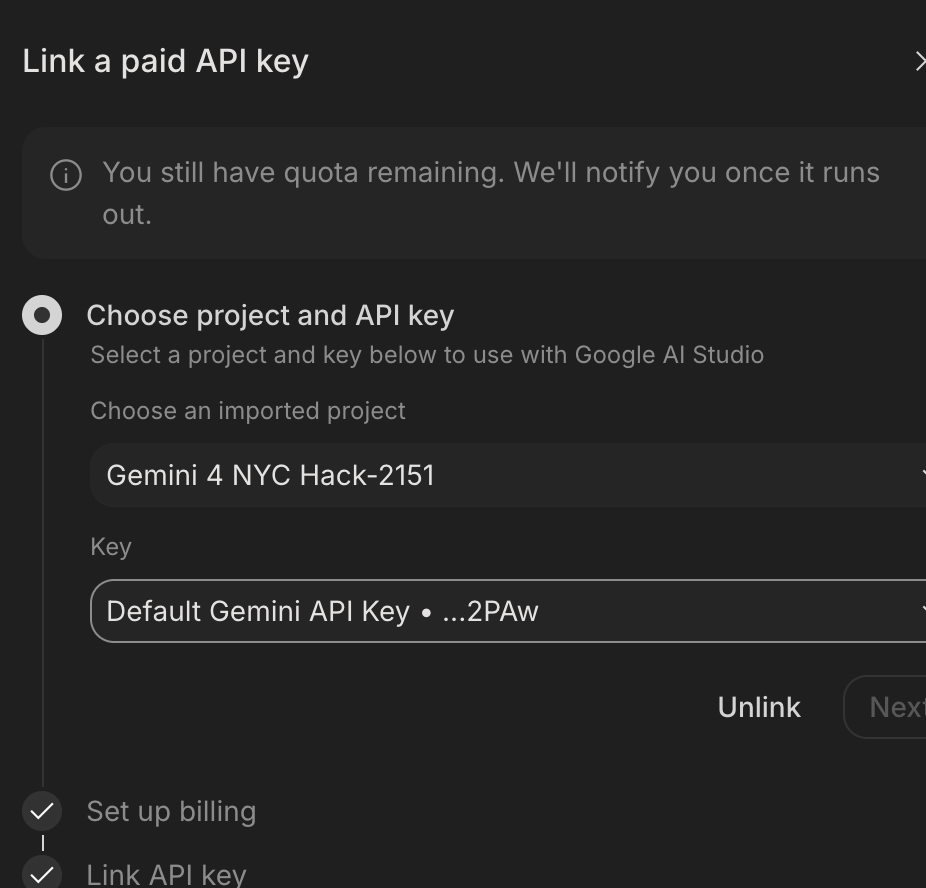 Link a paid API key
You still have quota remaining. We'll notify you once it runs
out.
Choose project and API key
Select a project and key below to use with Google AI Studio
Choose an imported project
Gemini 4 NYC Hack-2151
Key
Default Gemini API Key • ...2PAw
Unlink
Next
Set up billing
Link API key